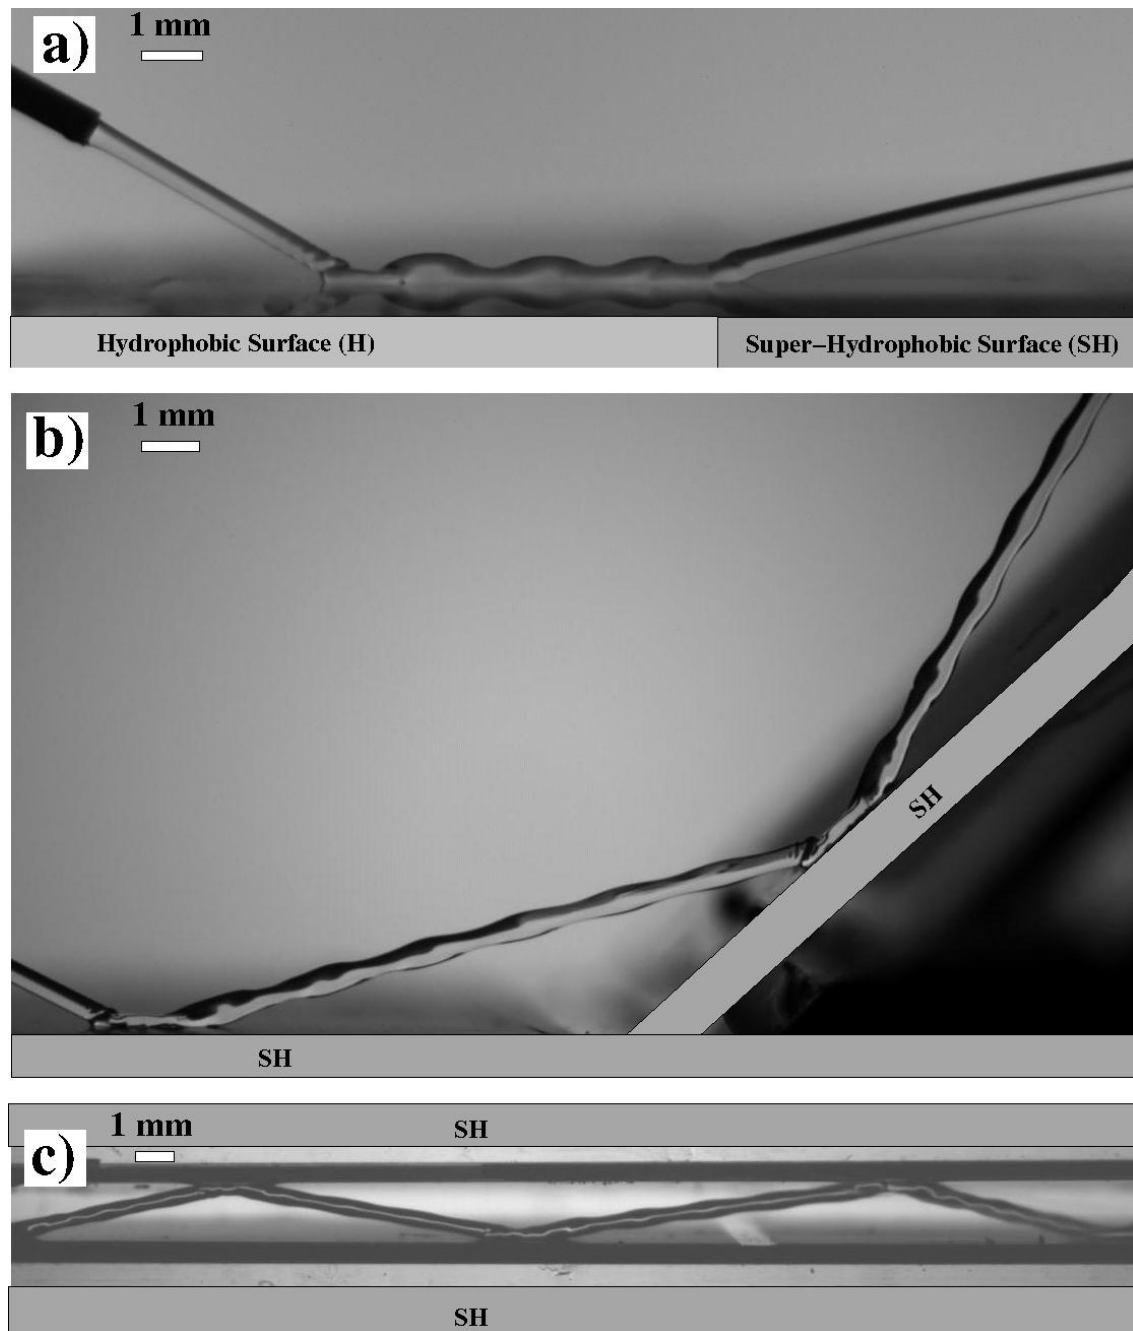 a)
1 mm
Hydrophobic Surface (H)
Super-Hydrophobic Surface (SH)
b)
1 mm
SH
SH
SH
c)
1 mm
SH